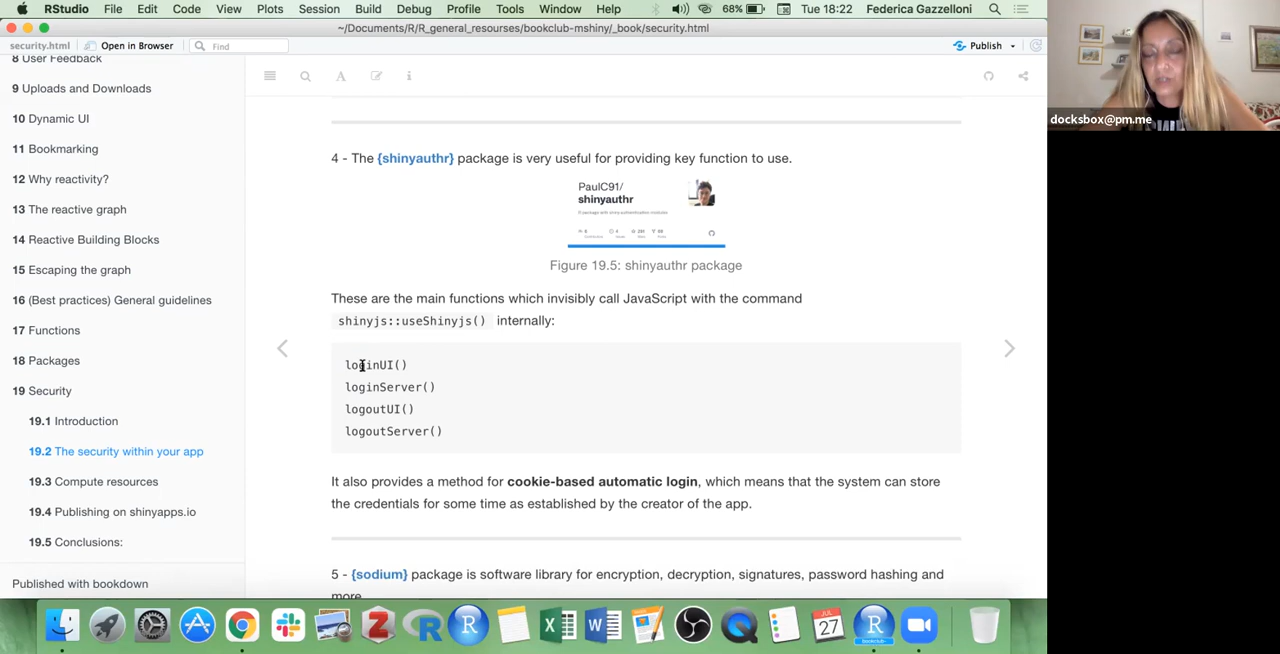 RStudio File Edit Code View Plots Session Build Debug Profile Tools Window Help 68% Tue 18:22 Federica Gazzelloni
~/Documents/R/R_general_resourses/bookclub-mshiny/_book/security.html
security.html Open in Browser Find Publish
8 User Feedback
9 Uploads and Downloads
10 Dynamic UI
11 Bookmarking
12 Why reactivity?
13 The reactive graph
14 Reactive Building Blocks
15 Escaping the graph
16 (Best practices) General guidelines
17 Functions
18 Packages
19 Security
19.1 Introduction
19.2 The security within your app
19.3 Compute resources
19.4 Publishing on shinyapps.io
19.5 Conclusions:
Published with bookdown
4 - The {shinyauthr} package is very useful for providing key function to use.
PaulC91/
shinyauthr
Figure 19.5: shinyauthr package
These are the main functions which invisibly call JavaScript with the command
shinyjs::useShinyjs() internally:
loginUI()
loginServer()
logoutUI()
logoutServer()
It also provides a method for cookie-based automatic login, which means that the system can store
the credentials for some time as established by the creator of the app.
5 - {sodium} package is software library for encryption, decryption, signatures, password hashing and
more
docksbox@pm.me
JUL
27